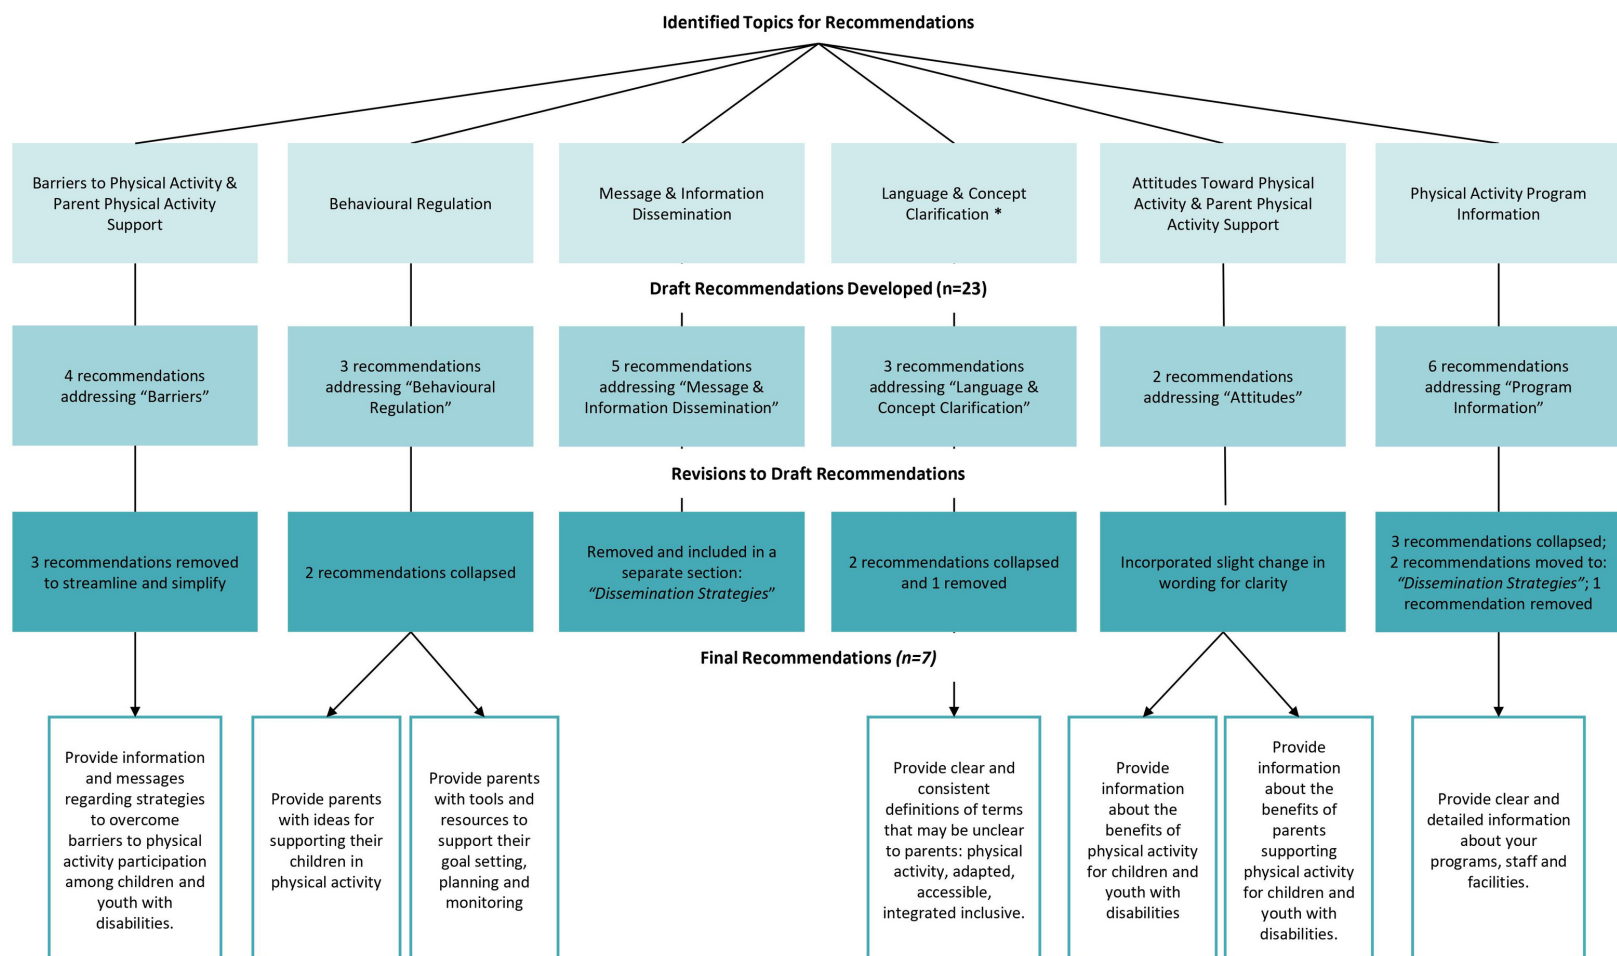 Identified Topics for Recommendations
Barriers to Physical Activity &
Parent Physical Activity
Support
Behavioural Regulation
Message & Information
Dissemination
Language & Concept
Clarification *
Attitudes Toward Physical
Activity & Parent Physical
Activity Support
Physical Activity Program
Information
Draft Recommendations Developed (n=23)
4 recommendations
addressing “Barriers”
3 recommendations
addressing “Behavioural
Regulation”
5 recommendations
addressing “Message &
Information Dissemination”
3 recommendations
addressing “Language &
Concept Clarification”
2 recommendations
addressing “Attitudes”
6 recommendations
addressing “Program
Information”
Revisions to Draft Recommendations
3 recommendations removed
to streamline and simplify
2 recommendations collapsed
Removed and included in a
separate section:
“Dissemination Strategies”
2 recommendations collapsed
and 1 removed
Incorporated slight change in
wording for clarity
3 recommendations collapsed;
2 recommendations moved to:
“Dissemination Strategies”; 1
recommendation removed
Final Recommendations (n=7)
Provide information
and messages
regarding strategies
to overcome
barriers to physical
activity participation
among children and
youth with
disabilities.
Provide parents
with ideas for
supporting their
children in
physical activity
Provide parents
with tools and
resources to
support their
goal setting,
planning and
monitoring
Provide clear and
consistent
definitions of terms
that may be unclear
to parents: physical
activity, adapted,
accessible,
integrated inclusive.
Provide
information
about the
benefits of
physical activity
for children and
youth with
disabilities
Provide
information
about the
benefits of
parents
supporting
physical activity
for children and
youth with
disabilities.
Provide clear and
detailed information
about your
programs, staff and
facilities.